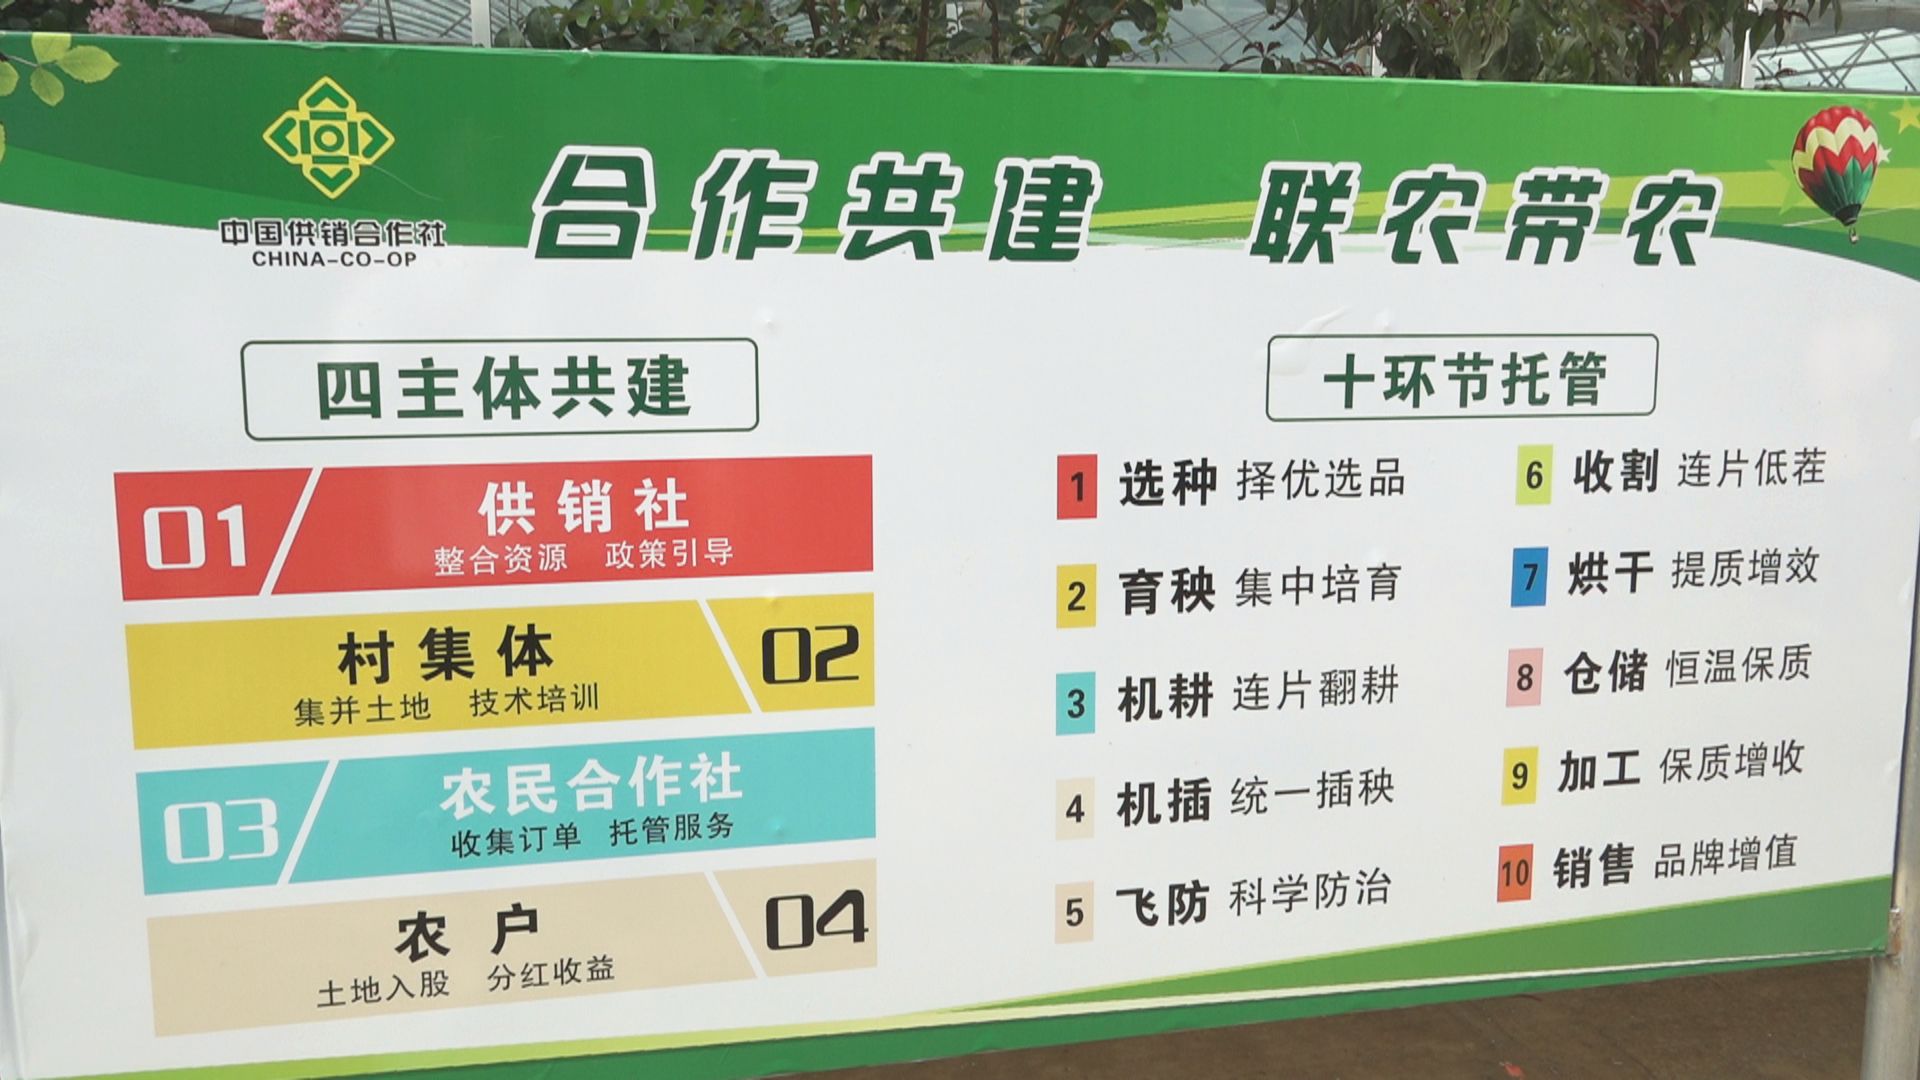 中国供销合作社
CHINA-CO-OP
合作共建 联农带农
四主体共建
01 供销社
整合资源 政策引导
村集体 02
集并土地 技术培训
03 农民合作社
收集订单 托管服务
农户 04
土地入股 分红收益
十环节托管
1 选种 择优选品
2 育秧 集中培育
3 机耕 连片翻耕
4 机插 统一插秧
5 飞防 科学防治
6 收割 连片低茬
7 烘干 提质增效
8 仓储 恒温保质
9 加工 保质增收
10 销售 品牌增值